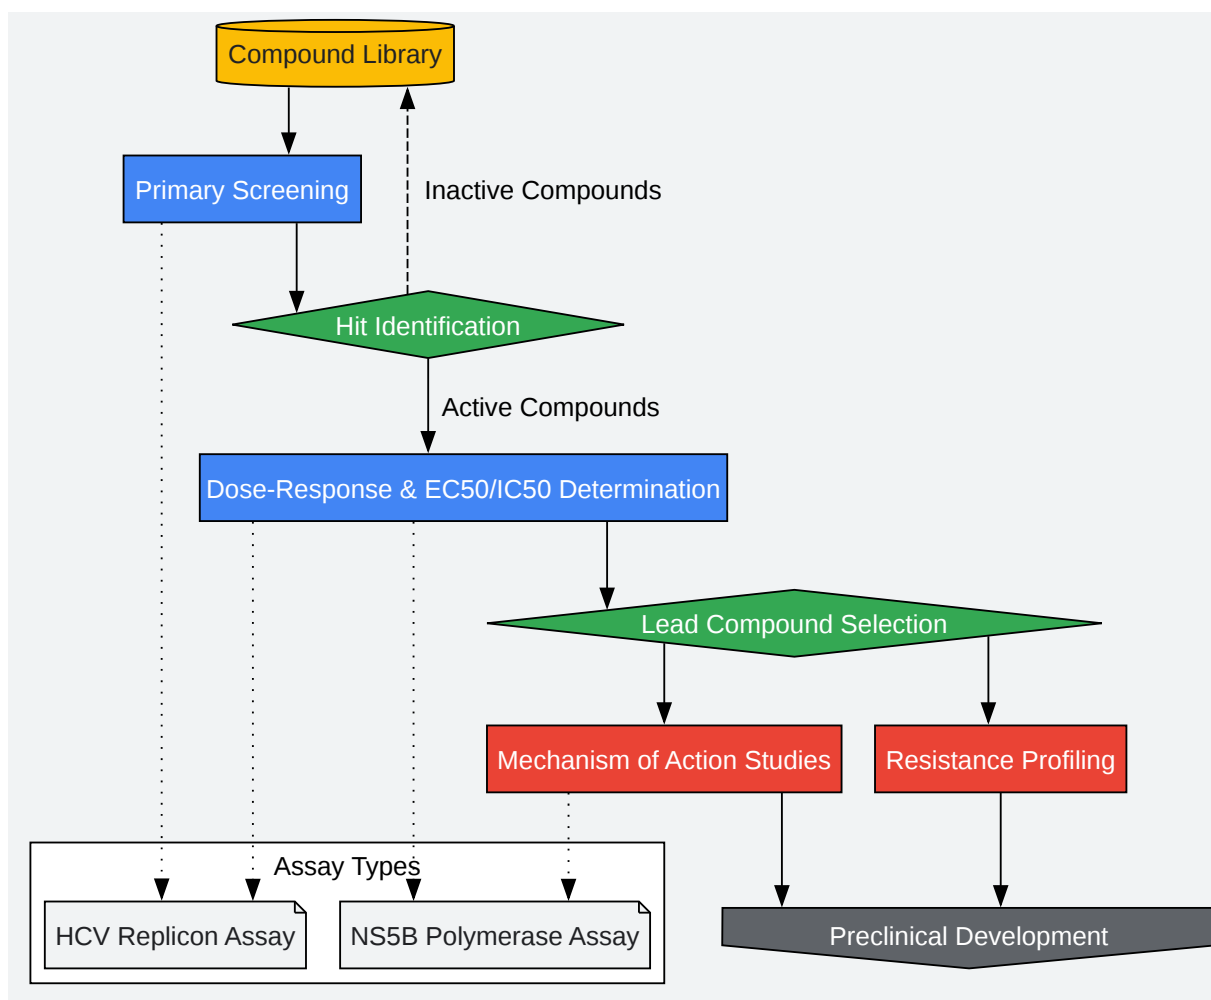 Compound Library
Primary Screening
Inactive Compounds
Hit Identification
Active Compounds
Dose-Response & EC50/IC50 Determination
Lead Compound Selection
Mechanism of Action Studies
Resistance Profiling
Assay Types
HCV Replicon Assay
NS5B Polymerase Assay
Preclinical Development